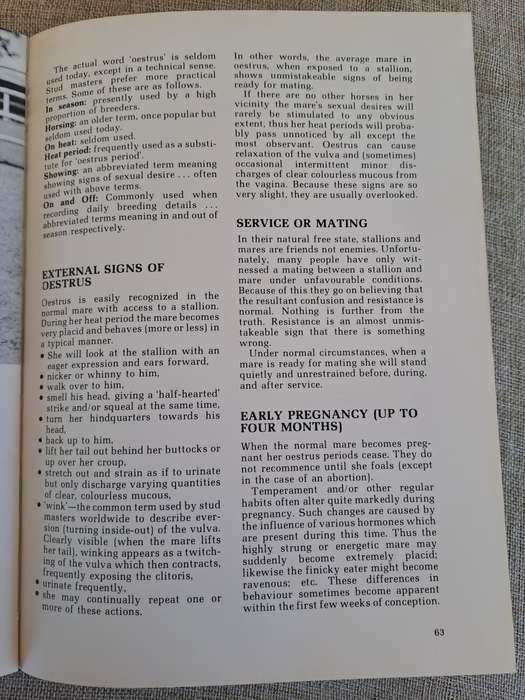 The actual word 'oestrus' is seldom
used today, except in a technical sense.
Stud masters prefer more practical
terms. Some of these are as follows.
In season: presently used by a high
proportion of breeders.
Horsing: an older term, once popular but
seldom used today.
On heat: seldom used.
Heat period: frequently used as a substi-
tute for 'oestrus period'.
Showing: an abbreviated term meaning
showing signs of sexual desire ... often
used with above terms.
On and Off: Commonly used when
recording daily breeding details ...
abbreviated terms meaning in and out of
season respectively.
EXTERNAL SIGNS OF
OESTRUS
Oestrus is easily recognized in the
normal mare with access to a stallion.
During her heat period the mare becomes
very placid and behaves (more or less) in
a typical manner.
• She will look at the stallion with an
eager expression and ears forward,
• nicker or whinny to him,
• walk over to him,
• smell his head, giving a 'half-hearted'
strike and/or squeal at the same time,
• turn her hindquarters towards his
head,
• back up to him,
• lift her tail out behind her buttocks or
up over her croup,
• stretch out and strain as if to urinate
but only discharge varying quantities
of clear, colourless mucous,
• 'wink'—the common term used by stud
masters worldwide to describe ever-
sion (turning inside-out) of the vulva.
Clearly visible (when the mare lifts
her tail), winking appears as a twitch-
ing of the vulva which then contracts,
frequently exposing the clitoris,
• urinate frequently,
• she may continually repeat one or
more of these actions.
In other words, the average mare in
oestrus, when exposed to a stallion,
shows unmistakeable signs of being
ready for mating.
If there are no other horses in her
vicinity the mare's sexual desires will
rarely be stimulated to any obvious
extent, thus her heat periods will proba-
bly pass unnoticed by all except the
most observant. Oestrus can cause
relaxation of the vulva and (sometimes)
occasional intermittent minor dis-
charges of clear colourless mucous from
the vagina. Because these signs are so
very slight, they are usually overlooked.
SERVICE OR MATING
In their natural free state, stallions and
mares are friends not enemies. Unfortu-
nately, many people have only wit-
nessed a mating between a stallion and
mare under unfavourable conditions.
Because of this they go on believing that
the resultant confusion and resistance is
normal. Nothing is further from the
truth. Resistance is an almost unmis-
takeable sign that there is something
wrong.
Under normal circumstances, when a
mare is ready for mating she will stand
quietly and unrestrained before, during,
and after service.
EARLY PREGNANCY (UP TO
FOUR MONTHS)
When the normal mare becomes preg-
nant her oestrus periods cease. They do
not recommence until she foals (except
in the case of an abortion).
Temperament and/or other regular
habits often alter quite markedly during
pregnancy. Such changes are caused by
the influence of various hormones which
are present during this time. Thus the
highly strung or energetic mare may
suddenly become extremely placid;
likewise the finicky eater might become
ravenous; etc. These differences in
behaviour sometimes become apparent
within the first few weeks of conception.
63